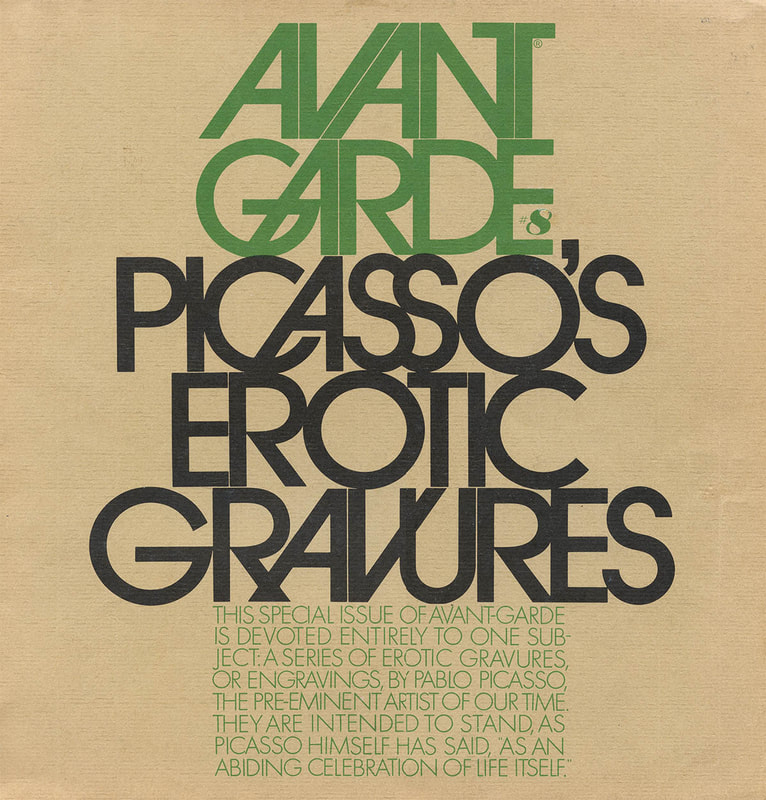 AVANT®
GARDE #8
PICASSO'S
EROTIC
GRAVURES
THIS SPECIAL ISSUE OF AVANT-GARDE
IS DEVOTED ENTIRELY TO ONE SUB-
JECT: A SERIES OF EROTIC GRAVURES,
OR ENGRAVINGS, BY PABLO PICASSO,
THE PRE-EMINENT ARTIST OF OUR TIME.
THEY ARE INTENDED TO STAND, AS
PICASSO HIMSELF HAS SAID, "AS AN
ABIDING CELEBRATION OF LIFE ITSELF."